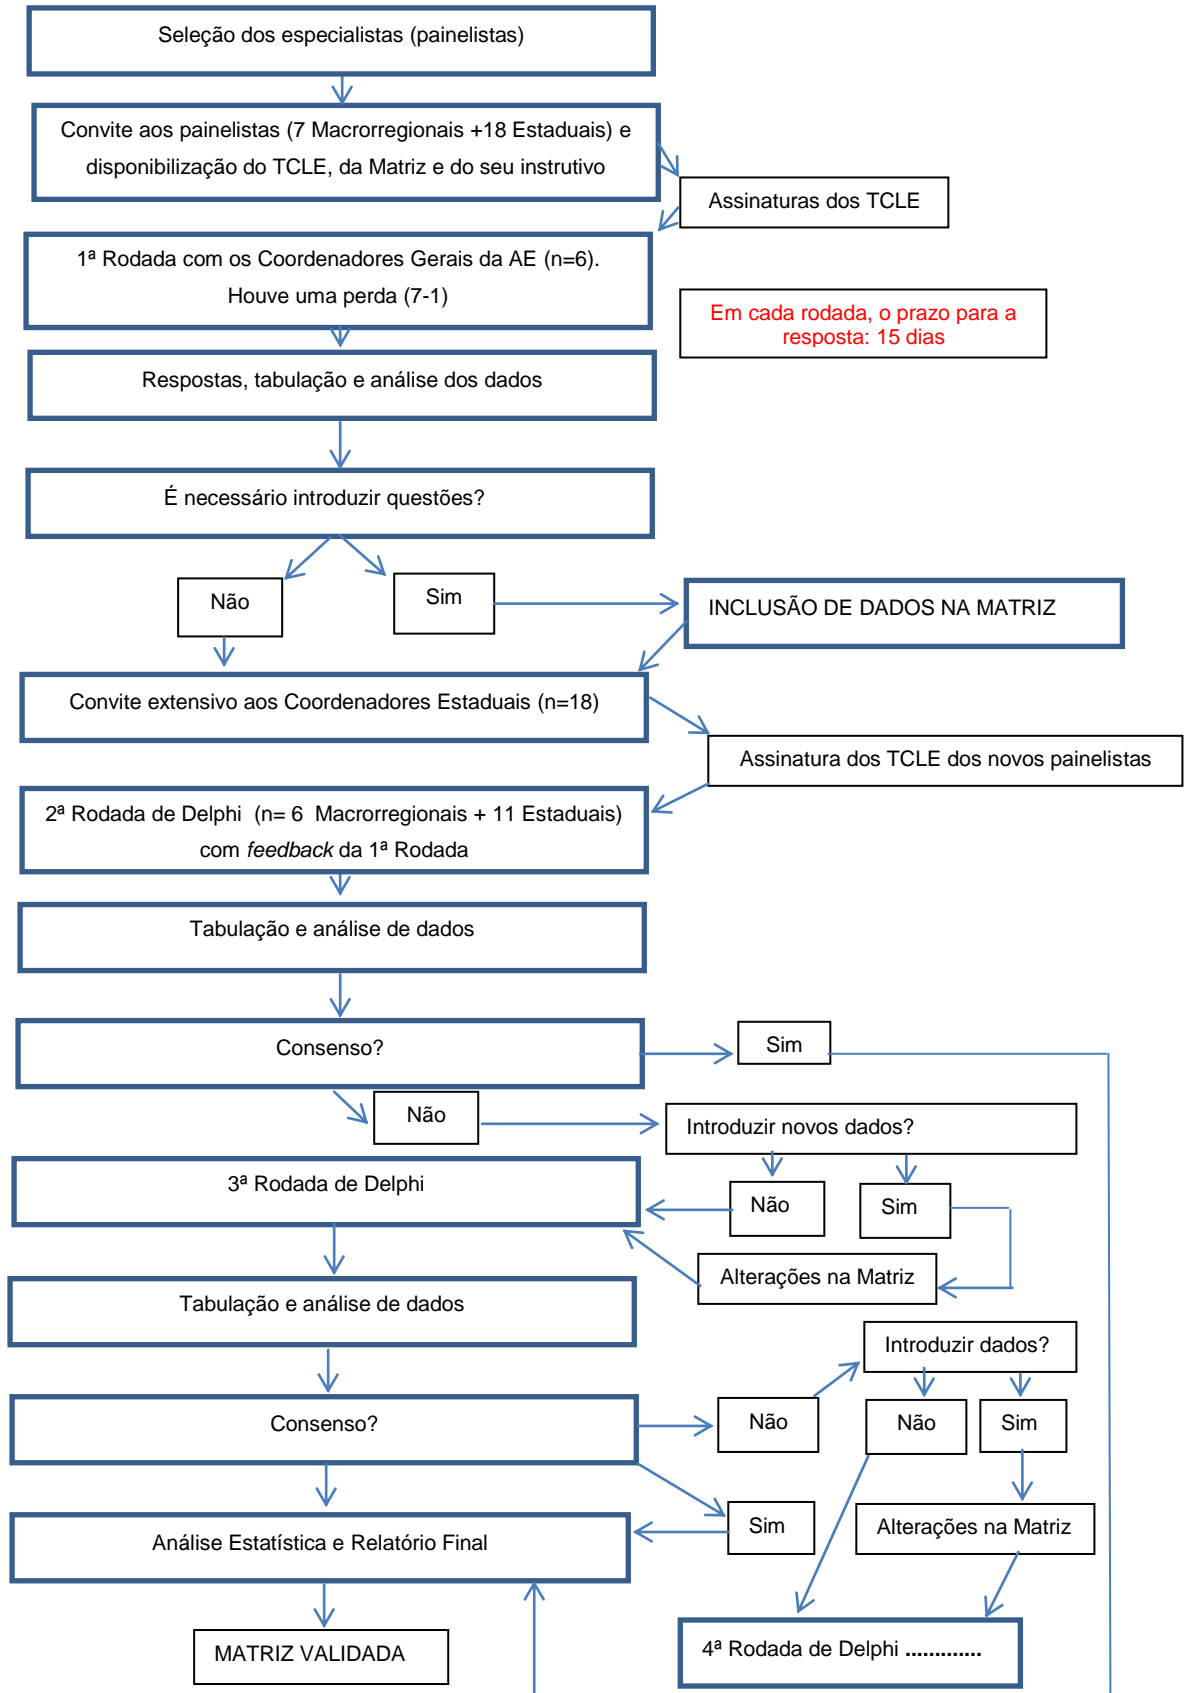 Seleção dos especialistas (painelistas)
Convite aos painelistas (7 Macrorregionais +18 Estaduais) e
disponibilização do TCLE, da Matriz e do seu instrutivo
Assinaturas dos TCLE
1ª Rodada com os Coordenadores Gerais da AE (n=6).
Houve uma perda (7-1)
Em cada rodada, o prazo para a
resposta: 15 dias
Respostas, tabulação e análise dos dados
É necessário introduzir questões?
Não
Sim
INCLUSÃO DE DADOS NA MATRIZ
Convite extensivo aos Coordenadores Estaduais (n=18)
Assinatura dos TCLE dos novos painelistas
2ª Rodada de Delphi (n= 6 Macrorregionais + 11 Estaduais)
com feedback da 1ª Rodada
Tabulação e análise de dados
Consenso?
Sim
Não
Introduzir novos dados?
3ª Rodada de Delphi
Não
Sim
Alterações na Matriz
Tabulação e análise de dados
Introduzir dados?
Consenso?
Não
Não
Sim
Sim
Alterações na Matriz
Análise Estatística e Relatório Final
MATRIZ VALIDADA
4ª Rodada de Delphi .............